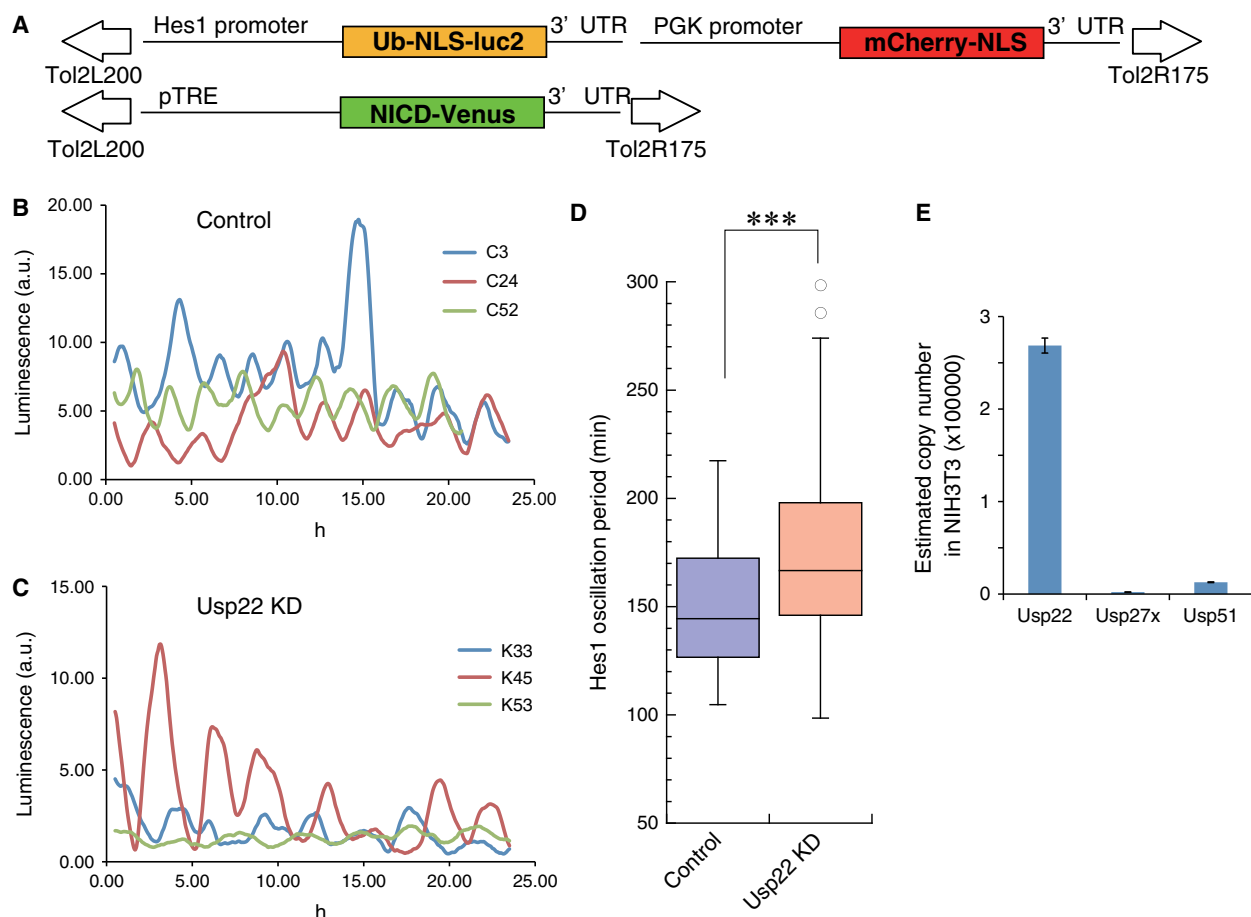 A
Hes1 promoter
Ub-NLS-luc2
3' UTR
PGK promoter
mCherry-NLS
3' UTR
Tol2L200
Tol2R175
pTRE
NICD-Venus
3' UTR
Tol2L200
Tol2R175
B
Control
Luminescence (a.u.)
20.00
15.00
10.00
5.00
0.00
0.00 5.00 10.00 15.00 20.00 25.00
h
C3
C24
C52
C
Usp22 KD
Luminescence (a.u.)
15.00
10.00
5.00
0.00
0.00 5.00 10.00 15.00 20.00 25.00
h
K33
K45
K53
D
***
Hes1 oscillation period (min)
300
250
200
150
100
50
Control
Usp22 KD
E
Estimated copy number
in NIH3T3 (x100000)
3
2
1
0
Usp22 Usp27x Usp51